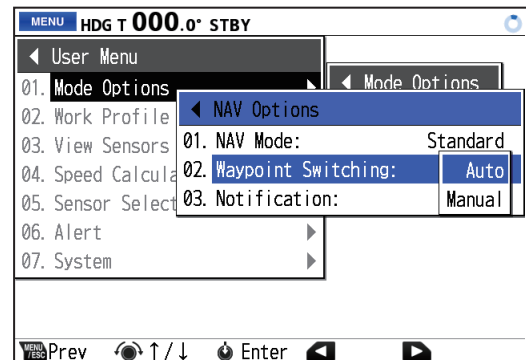 MENU HDG T 000.0° STBY
User Menu
01. Mode Options
Mode Options
02. Work Profile
NAV Options
03. View Sensors
01. NAV Mode: Standard
04. Speed Calcula
02. Waypoint Switching: Auto
05. Sensor Select
03. Notification: Manual
06. Alert
07. System
MENU/ESC Prev ↑/↓ Enter